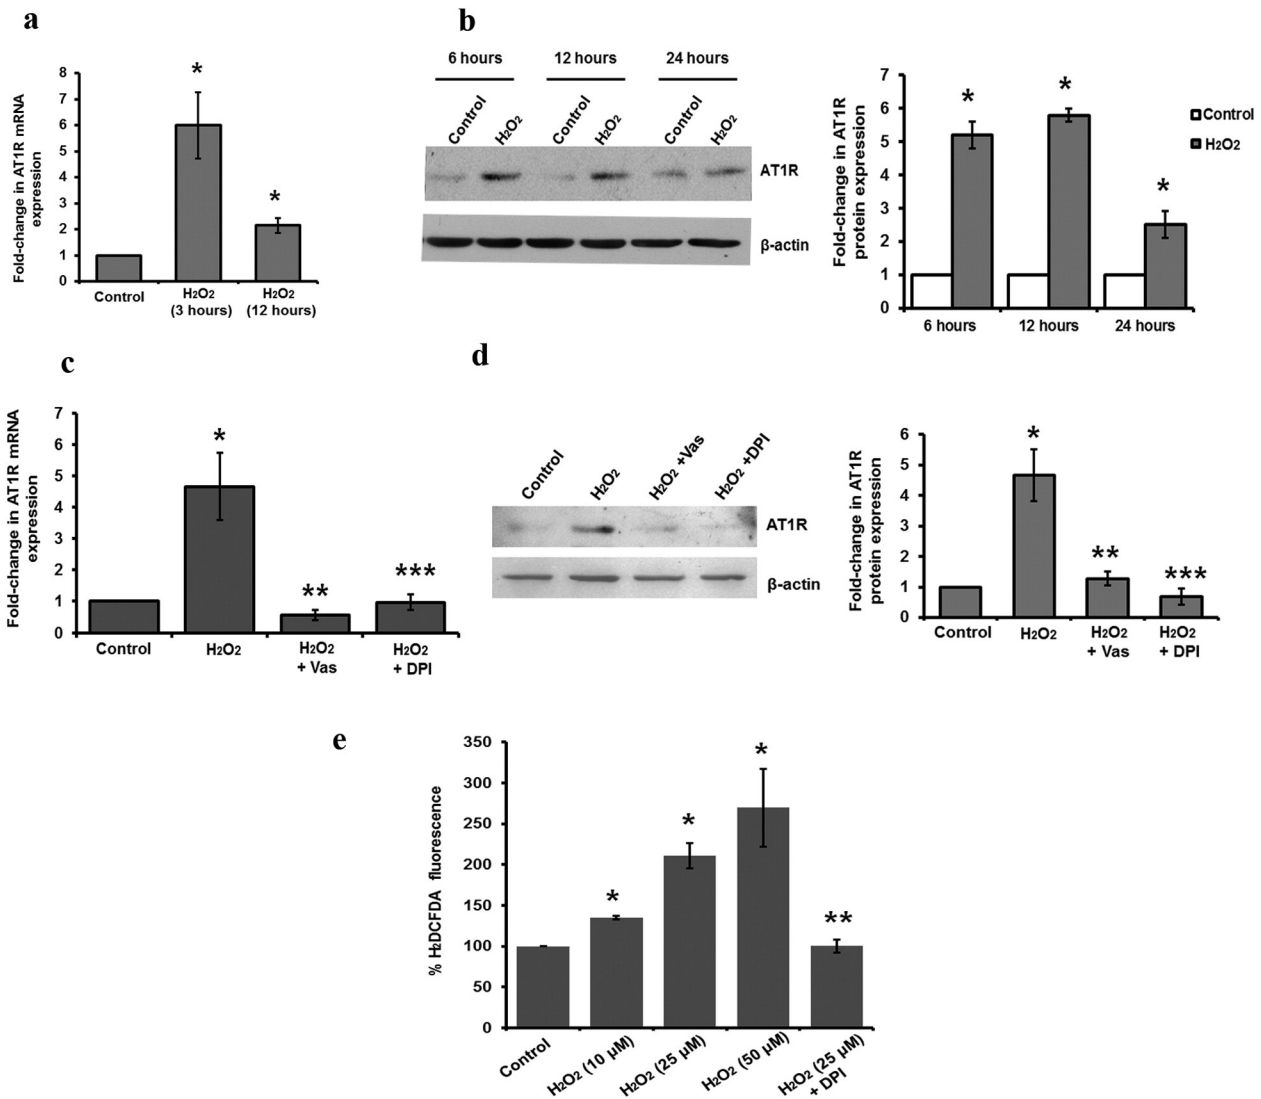 a
Fold-change in AT1R mRNA
expression
8
7
6
5
4
3
2
1
0
*
*
Control
H2O2
(3 hours)
H2O2
(12 hours)
b
6 hours
12 hours
24 hours
Control
H2O2
Control
H2O2
Control
H2O2
AT1R
β-actin
Fold-change in AT1R
protein expression
7
6
5
4
3
2
1
0
*
*
*
Control
H2O2
6 hours
12 hours
24 hours
c
Fold-change in AT1R mRNA
expression
7
6
5
4
3
2
1
0
*
**
***
Control
H2O2
H2O2
+ Vas
H2O2
+ DPI
d
Control
H2O2
H2O2 +Vas
H2O2 +DPI
AT1R
β-actin
Fold-change in AT1R
protein expression
6
5
4
3
2
1
0
*
**
***
Control
H2O2
H2O2
+ Vas
H2O2
+ DPI
e
% H2DCFDA fluorescence
350
300
250
200
150
100
50
0
*
*
*
**
Control
H2O2 (10 µM)
H2O2 (25 µM)
H2O2 (50 µM)
H2O2 (25 µM)
+ DPI